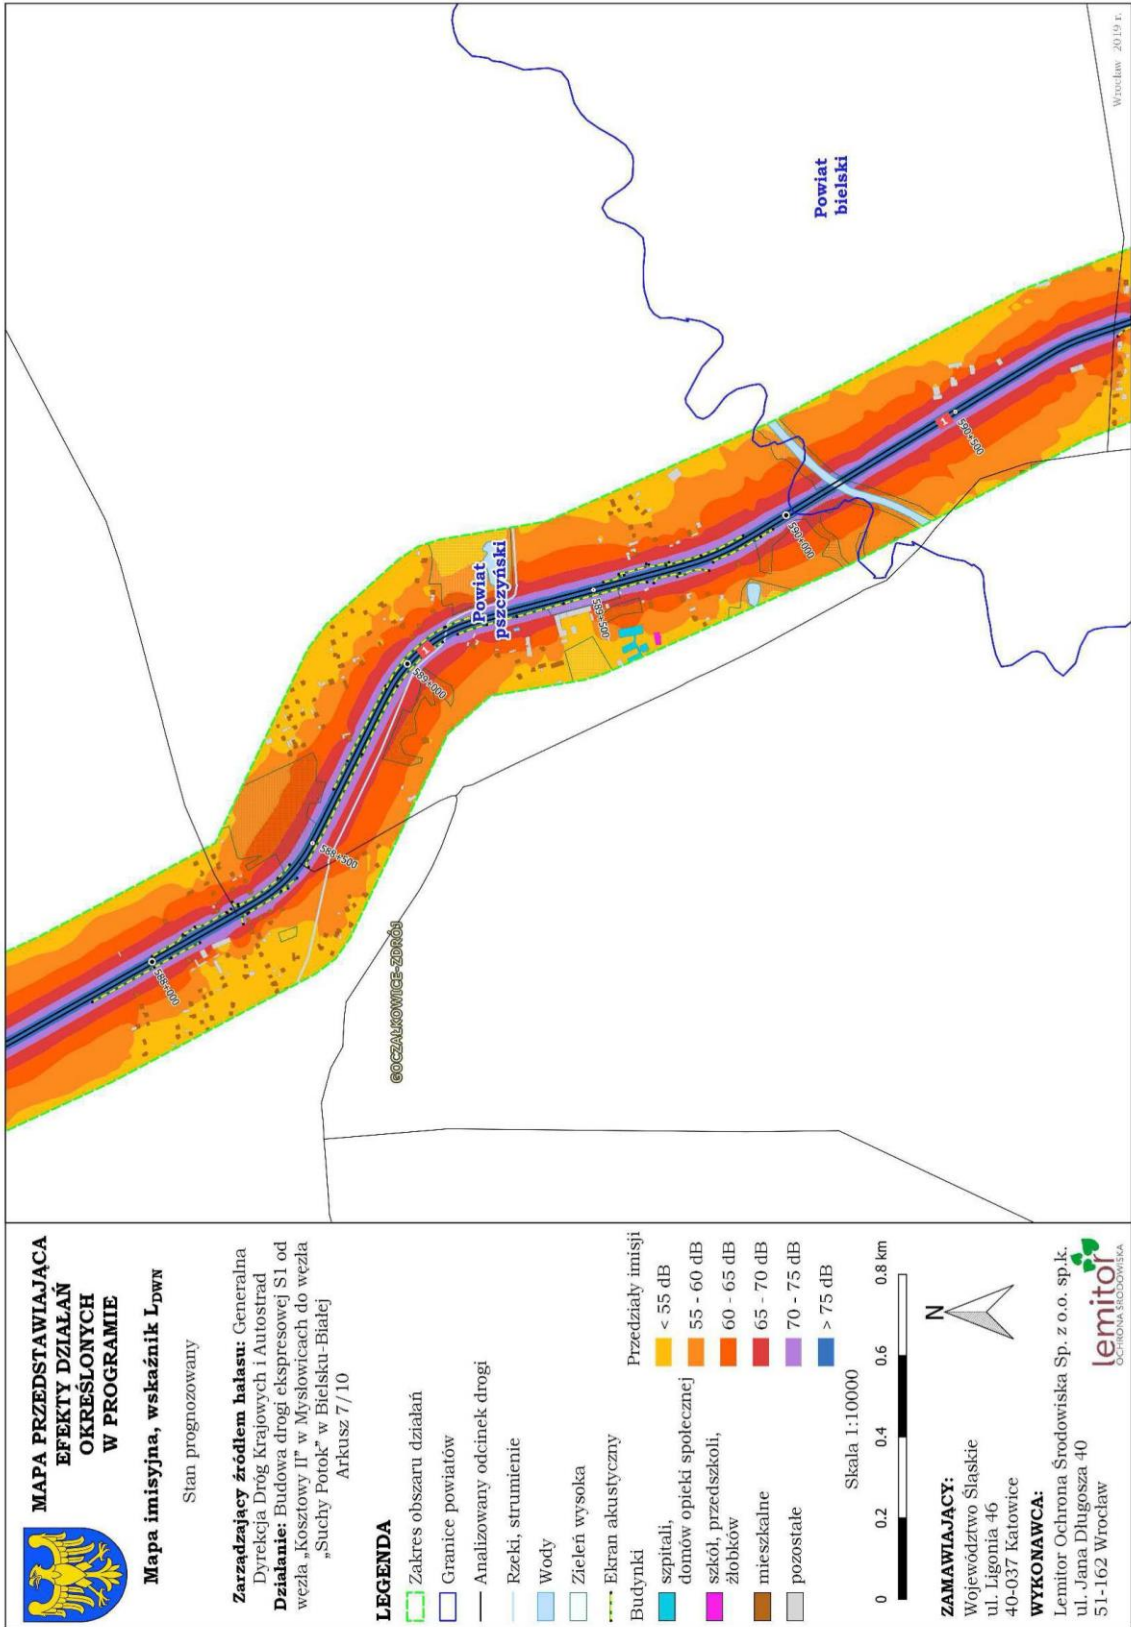 MAPA PRZEDSTAWIAJĄCA
EFEKTY DZIAŁAŃ
OKREŚLONYCH
W PROGRAMIE
Mapa imisyjna, wskaźnik LDWN
Stan prognozowany
Zarządzający źródłem hałasu: Generalna
Dyrekcja Dróg Krajowych i Autostrad
Działanie: Budowa drogi ekspresowej S1 od
węzła „Kosztowy II" w Mysłowicach do węzła
„Suchy Potok" w Bielsku-Białej
Arkusz 7/10
LEGENDA
Zakres obszaru działań
Granice powiatów
Analizowany odcinek drogi
Rzeki, strumienie
Wody
Zieleń wysoka
Ekran akustyczny
Budynki
szpitali,
domów opieki społecznej
szkół, przedszkoli,
żłobków
mieszkalne
pozostałe
Przedziały imisji
< 55 dB
55 - 60 dB
60 - 65 dB
65 - 70 dB
70 - 75 dB
> 75 dB
Skala 1:10000
0 0.2 0.4 0.6 0.8 km
N
ZAMAWIAJĄCY:
Województwo Śląskie
ul. Ligonia 46
40-037 Katowice
WYKONAWCA:
Lemitor Ochrona Środowiska Sp. z o.o. sp.k.
ul. Jana Długosza 40
51-162 Wrocław
lemitor
OCHRONA ŚRODOWISKA
588+000
GOCZAŁKOWICE-ZDRÓJ
588+500
589+000
1
Powiat
pszczyński
589+500
590+000
1
590+500
Powiat
bielski
Wrocław 2019 r.